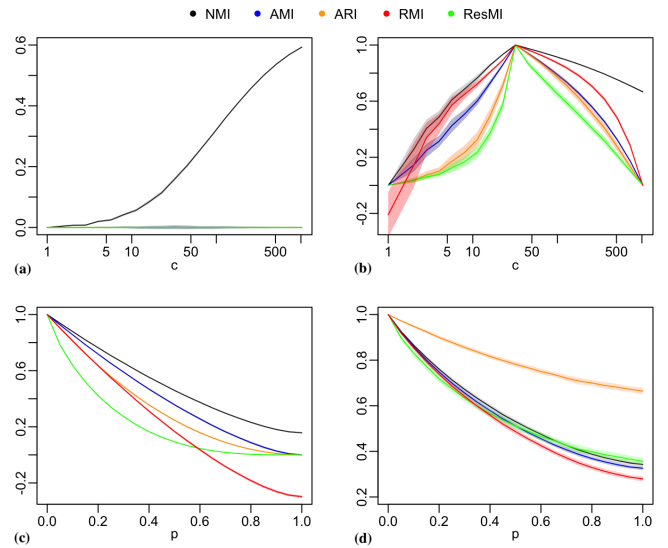 NMI AMI ARI RMI ResMI
(a)
0.0 0.2 0.4 0.6
1 5 10 50 500
c
(b)
-0.2 0.2 0.6 1.0
1 5 10 50 500
c
(c)
-0.2 0.2 0.6 1.0
0.0 0.2 0.4 0.6 0.8 1.0
p
(d)
0.2 0.4 0.6 0.8 1.0
0.0 0.2 0.4 0.6 0.8 1.0
p